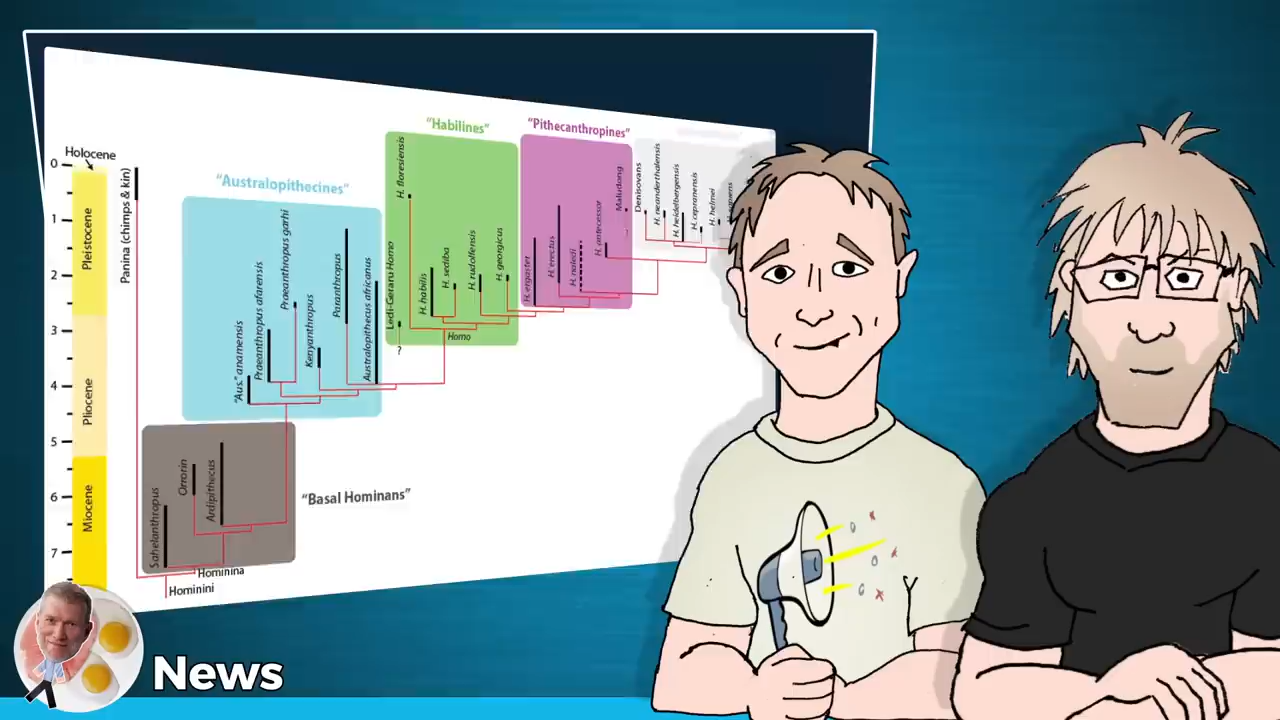 "Habilines"
"Pithecanthropines"
Holocene
"Australopithecines"
0
1
2
3
4
5
6
7
Pleistocene
Pliocene
Miocene
Panina (chimps & kin)
"Aus." anamensis
Praeanthropus afarensis
Praeanthropus garhi
Kenyanthropus
Paranthropus
Australopithecus africanus
Ledi-Geraru Homo
?
H. floresiensis
H. habilis
H. sediba
H. rudolfensis
H. georgicus
Homo
H. ergaster
H. erectus
H. naledi
H. antecessor
Maludong
Denisovans
H. neanderthalensis
H. heidelbergensis
H. cepranensis
H. helmei
Sahelanthropus
Orrorin
Ardipithecus
"Basal Hominans"
Hominina
Hominini
News